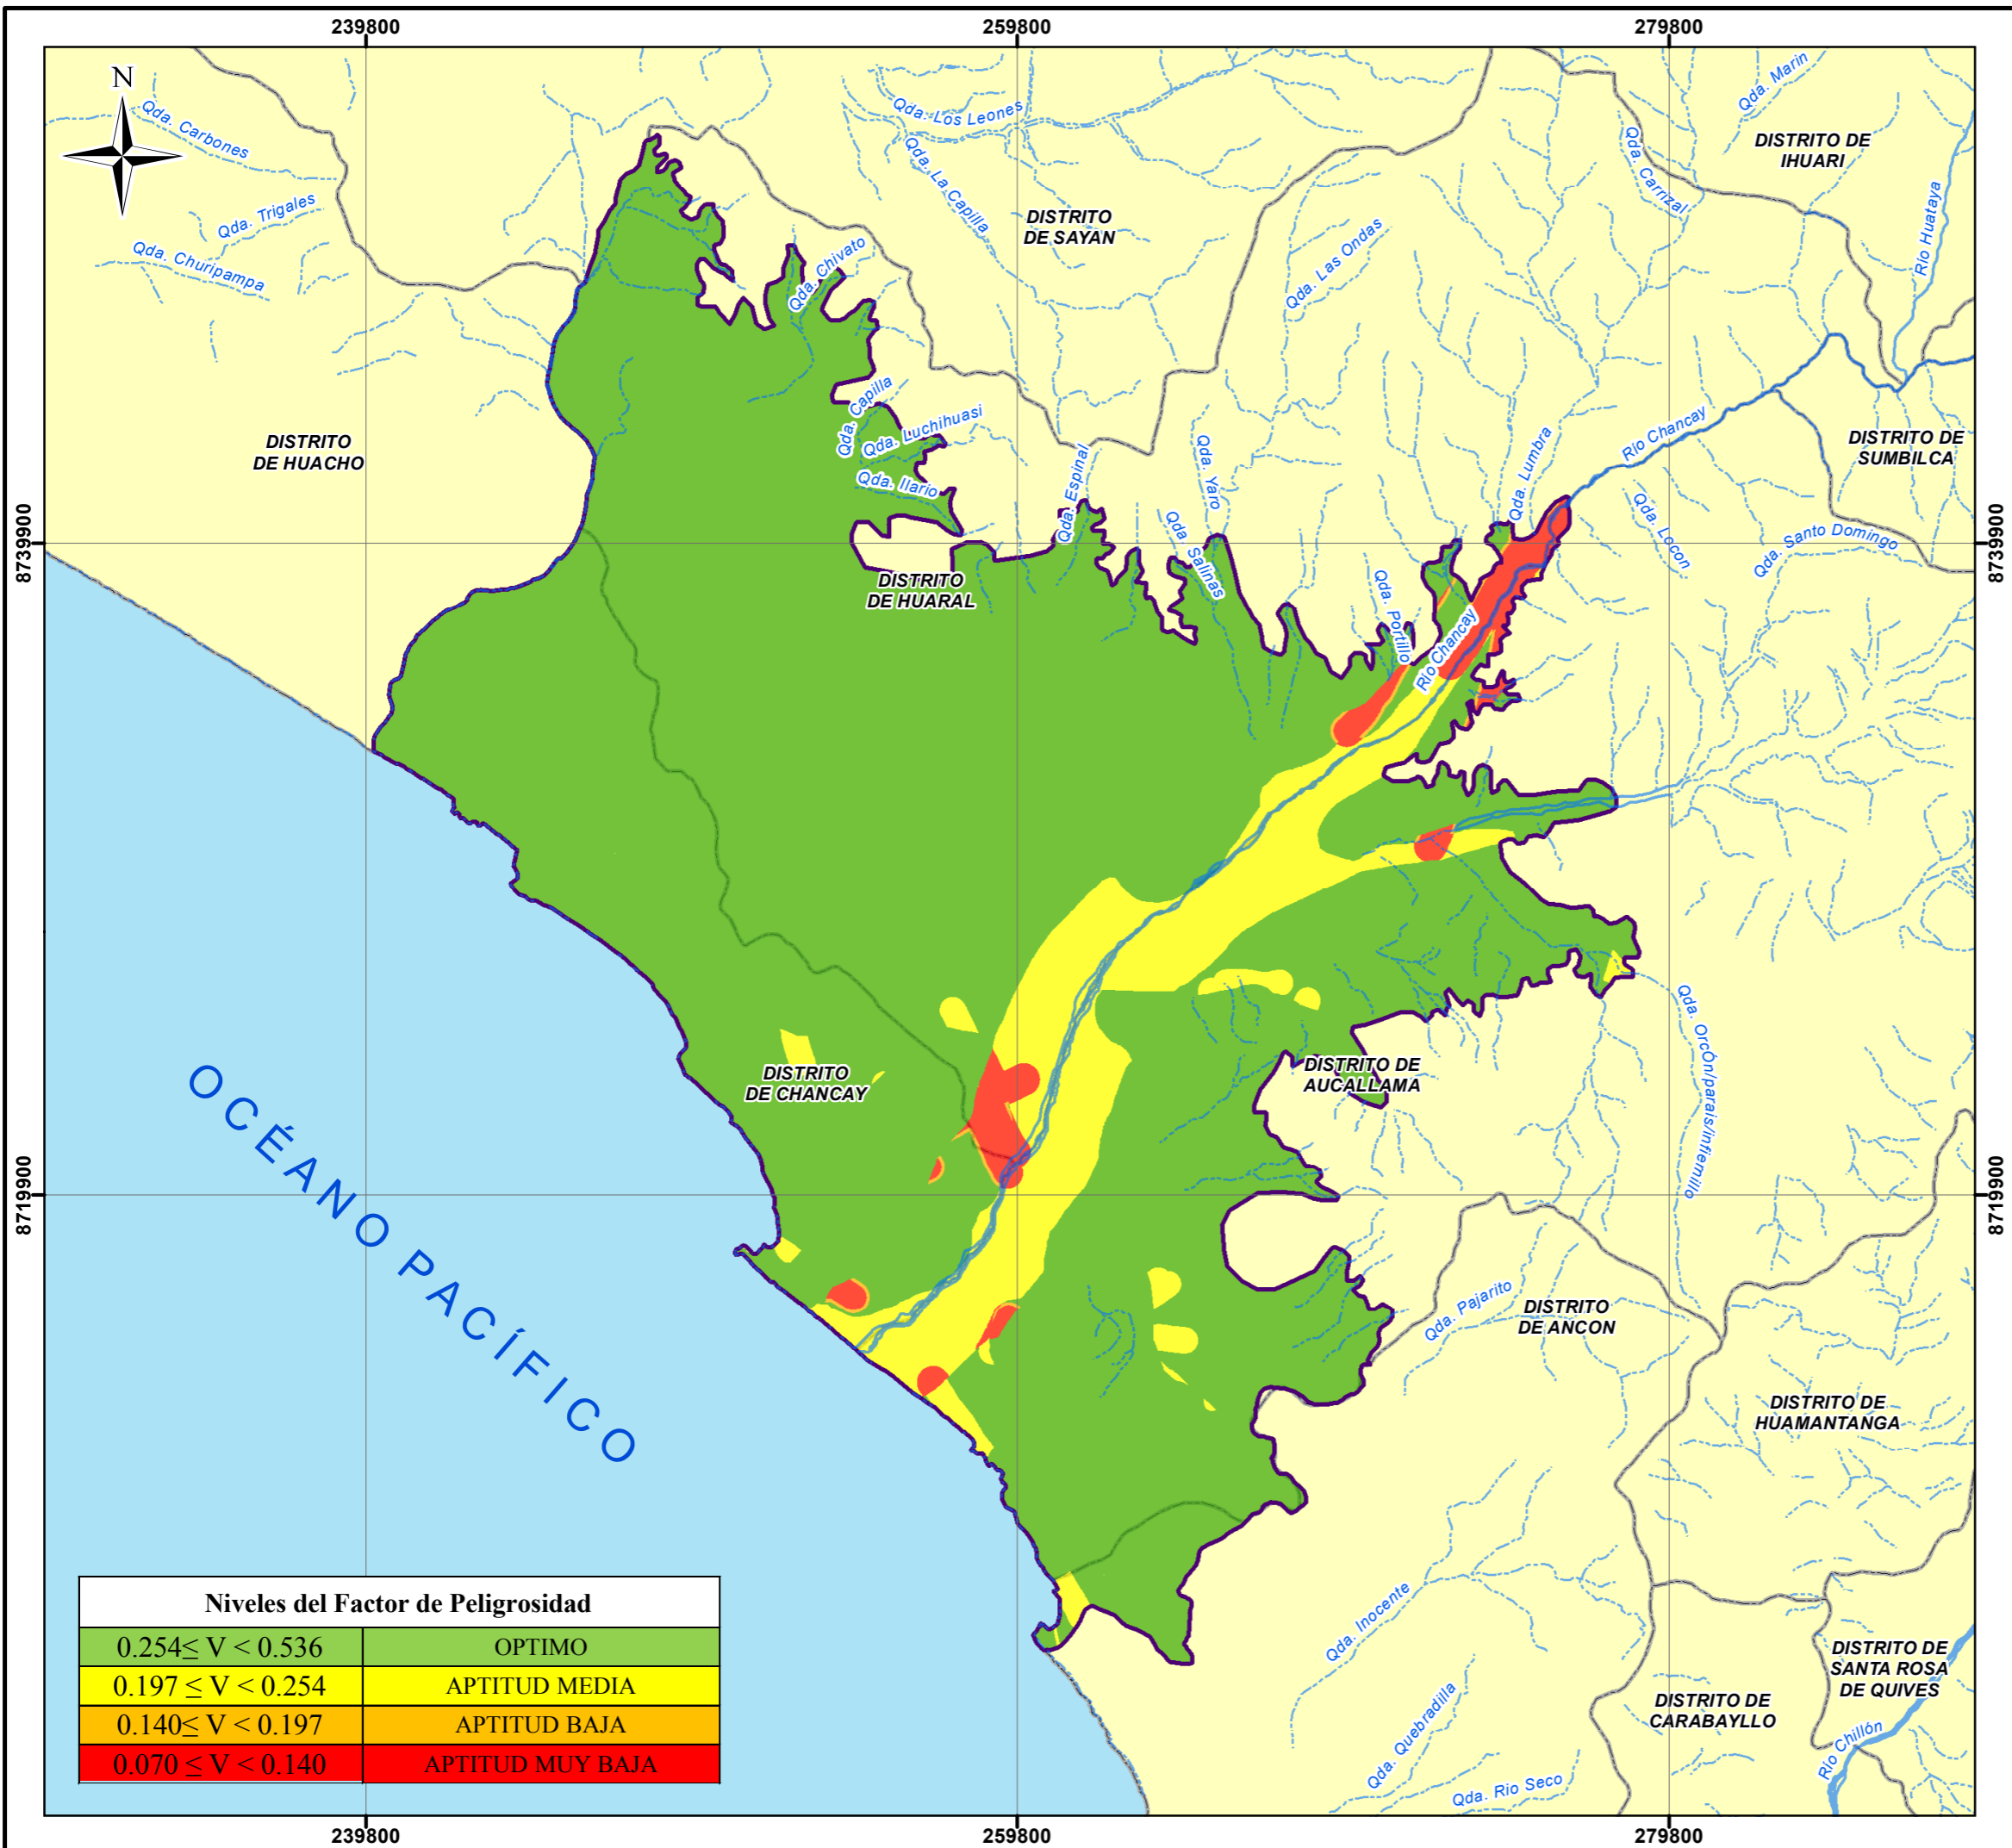 239800
259800
279800
N
Qda. Carbones
Qda. Trigales
Qda. Churipampa
Qda. Los Leones
Qda. La Capilla
Qda. Marin
DISTRITO DE
IHUARI
Qda. Carrizal
Rio Huataya
DISTRITO
DE SAYAN
Qda. Las Ondas
Qda. Chivato
DISTRITO
DE HUACHO
Qda. Capilla
Qda. Luchihuasi
Qda. Ilario
Qda. Espinal
Qda. Yaro
Qda. Salinas
Qda. Lumbra
Rio Chancay
DISTRITO DE
SUMBILCA
Qda. Locon
Qda. Santo Domingo
8739900
8739900
DISTRITO
DE HUARAL
Qda. Portillo
Rio Chancay
Qda. OrcÓn/parais/infiernillo
OCÉANO PACÍFICO
DISTRITO
DE CHANCAY
DISTRITO DE
AUCALLAMA
8719900
8719900
Qda. Pajarito
DISTRITO
DE ANCON
DISTRITO DE
HUAMANTANGA
Qda. Inocente
Qda. Quebradilla
Qda. Rio Seco
DISTRITO DE
CARABAYLLO
DISTRITO DE
SANTA ROSA
DE QUIVES
Rio Chillón
Niveles del Factor de Peligrosidad
0.254≤ V < 0.536 OPTIMO
0.197 ≤ V < 0.254 APTITUD MEDIA
0.140≤ V < 0.197 APTITUD BAJA
0.070 ≤ V < 0.140 APTITUD MUY BAJA
239800
259800
279800